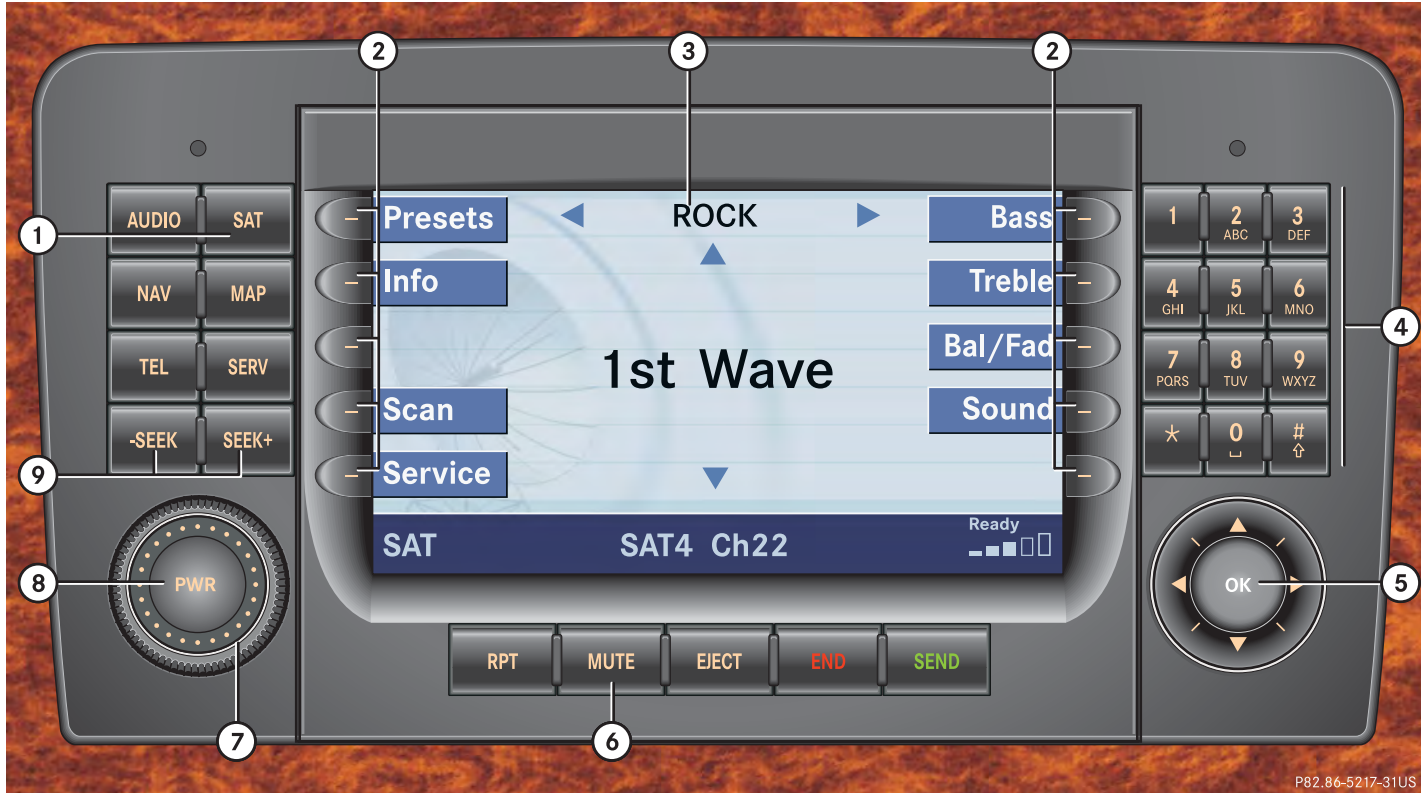 2
3
2
AUDIO
SAT
1
NAV
MAP
TEL
SERV
-SEEK
SEEK+
9
8
PWR
7
Presets
ROCK
Bass
Info
Treble
Bal/Fad
1st Wave
Scan
Sound
Service
SAT
SAT4 Ch22
Ready
RPT
MUTE
EJECT
END
SEND
6
1
2
ABC
3
DEF
4
GHI
5
JKL
6
MNO
4
7
PQRS
8
TUV
9
WXYZ
*
0
#
OK
5
P82.86-5217-31US